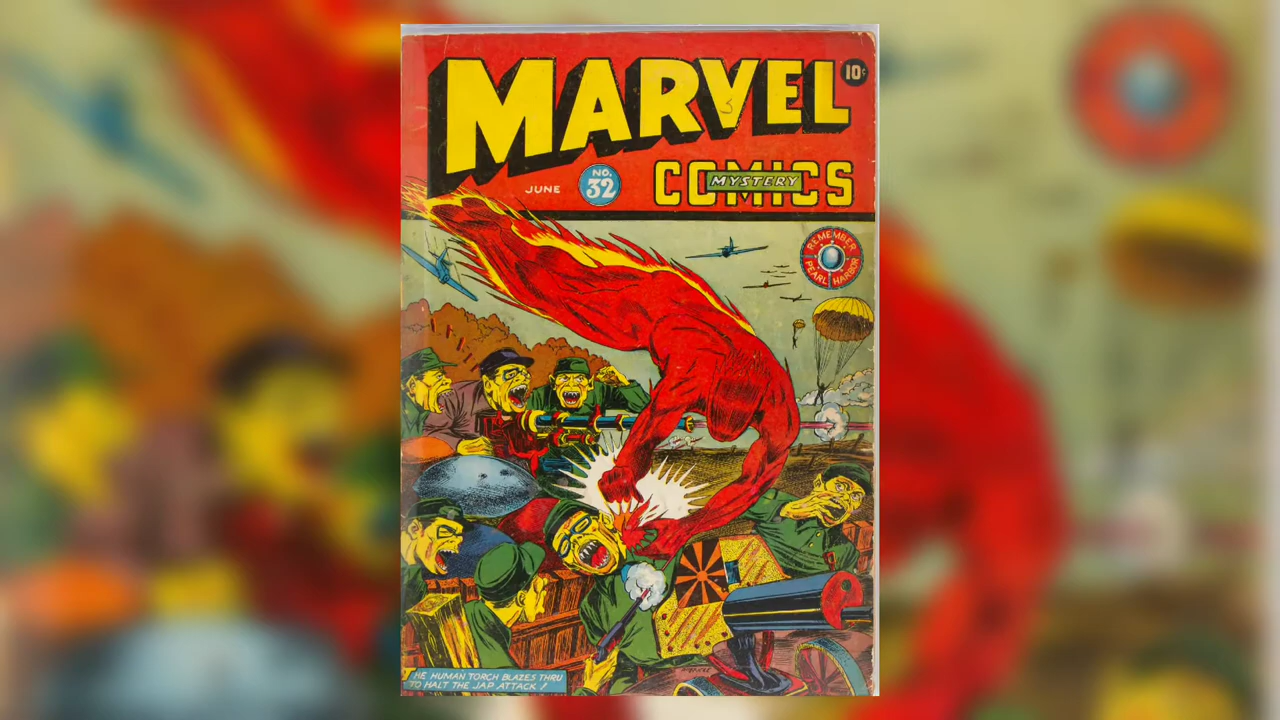 MARVEL
10¢
JUNE
NO.
32
COMICS
MYSTERY
REMEMBER
PEARL HARBOR
HE HUMAN TORCH BLAZES THRU
TO HALT THE JAP ATTACK!